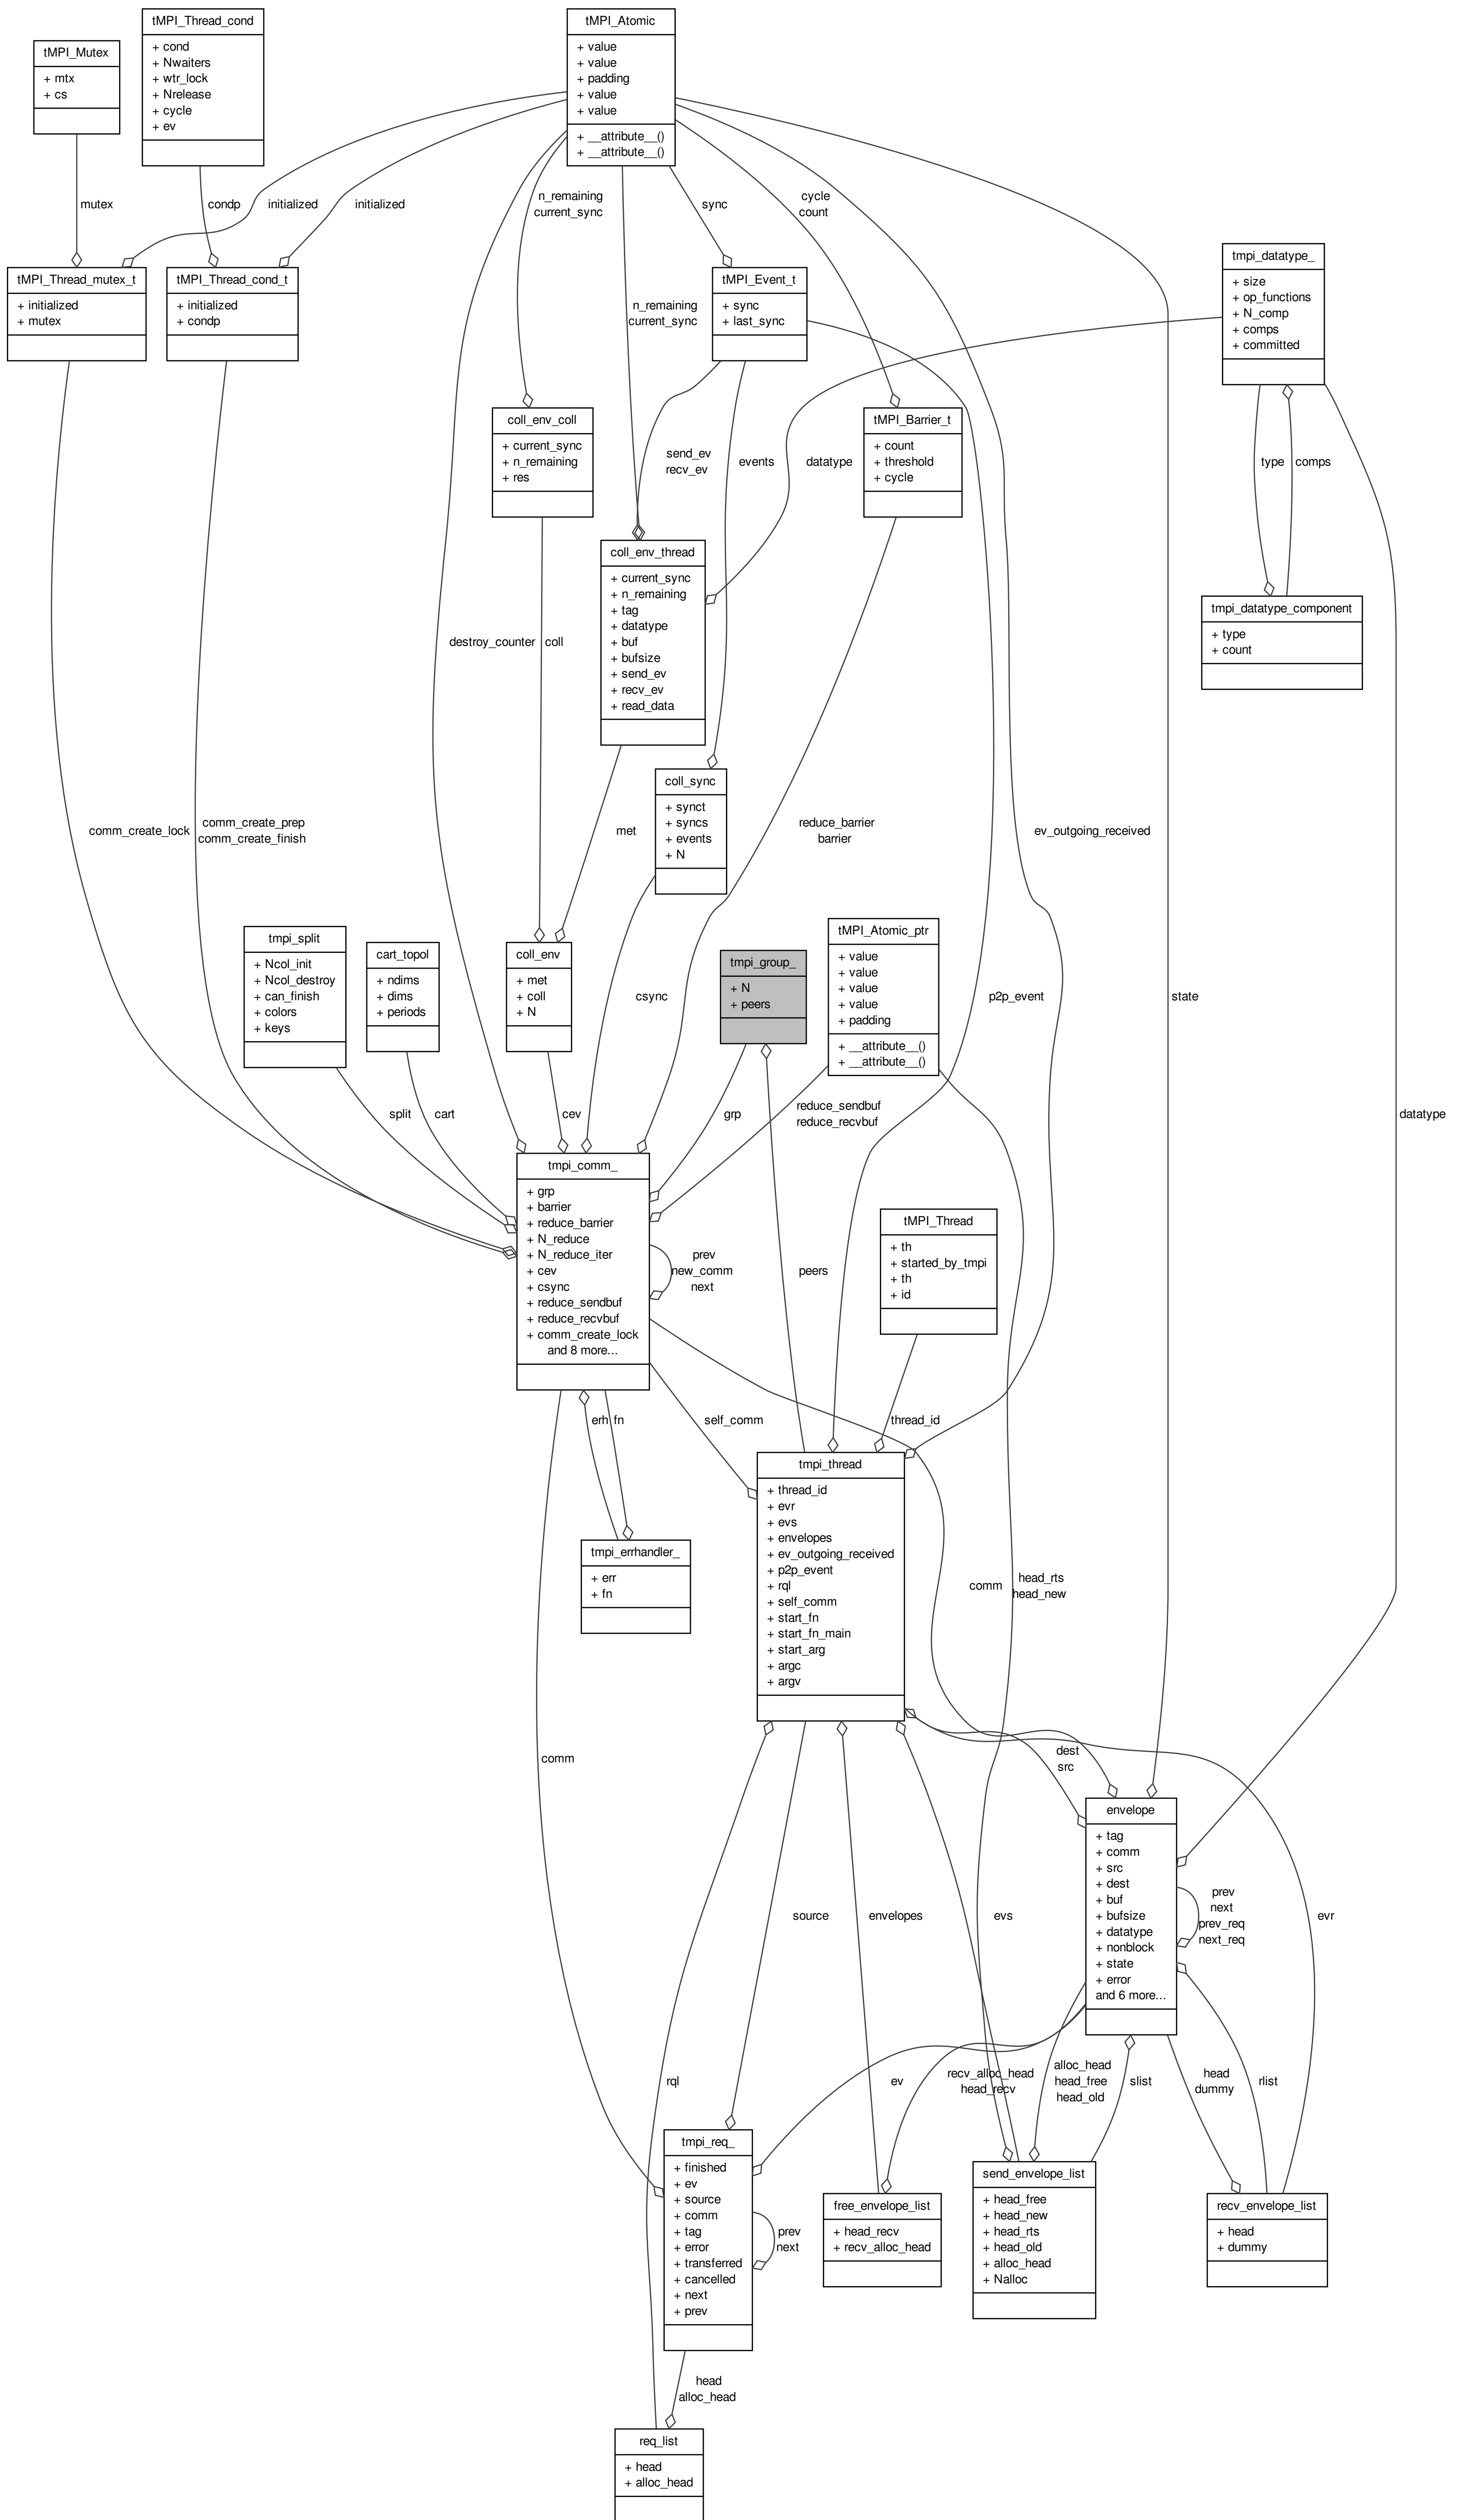 tMPI_Thread_cond
+ cond
+ Nwaiters
+ wtr_lock
+ Nrelease
+ cycle
+ ev
tMPI_Atomic
+ value
+ value
+ padding
+ value
+ value
+ __attribute__()
+ __attribute__()
tMPI_Mutex
+ mtx
+ cs
mutex
condp
initialized
initialized
n_remaining
current_sync
sync
cycle
count
tMPI_Thread_mutex_t
+ initialized
+ mutex
tMPI_Thread_cond_t
+ initialized
+ condp
n_remaining
current_sync
tMPI_Event_t
+ sync
+ last_sync
tmpi_datatype_
+ size
+ op_functions
+ N_comp
+ comps
+ committed
coll_env_coll
+ current_sync
+ n_remaining
+ res
send_ev
recv_ev
events
datatype
tMPI_Barrier_t
+ count
+ threshold
+ cycle
type
comps
coll_env_thread
+ current_sync
+ n_remaining
+ tag
+ datatype
+ buf
+ bufsize
+ send_ev
+ recv_ev
+ read_data
tmpi_datatype_component
+ type
+ count
destroy_counter
coll
comm_create_lock
comm_create_prep
comm_create_finish
met
coll_sync
+ synct
+ syncs
+ events
+ N
reduce_barrier
barrier
ev_outgoing_received
tmpi_split
+ Ncol_init
+ Ncol_destroy
+ can_finish
+ colors
+ keys
cart_topol
+ ndims
+ dims
+ periods
coll_env
+ met
+ coll
+ N
csync
tmpi_group_
+ N
+ peers
tMPI_Atomic_ptr
+ value
+ value
+ value
+ value
+ padding
+ __attribute__()
+ __attribute__()
p2p_event
state
split
cart
cev
grp
reduce_sendbuf
reduce_recvbuf
datatype
tmpi_comm_
+ grp
+ barrier
+ reduce_barrier
+ N_reduce
+ N_reduce_iter
+ cev
+ csync
+ reduce_sendbuf
+ reduce_recvbuf
+ comm_create_lock
and 8 more...
prev
new_comm
next
peers
tMPI_Thread
+ th
+ started_by_tmpi
+ th
+ id
erh
fn
self_comm
thread_id
tmpi_thread
+ thread_id
+ evr
+ evs
+ envelopes
+ ev_outgoing_received
+ p2p_event
+ rql
+ self_comm
+ start_fn
+ start_fn_main
+ start_arg
+ argc
+ argv
tmpi_errhandler_
+ err
+ fn
comm
head_rts
head_new
comm
dest
src
envelope
+ tag
+ comm
+ src
+ dest
+ buf
+ bufsize
+ datatype
+ nonblock
+ state
+ error
and 6 more...
prev
next
prev_req
next_req
source
envelopes
evs
evr
rql
ev
recv_alloc_head
head_recv
alloc_head
head_free
head_old
slist
head
dummy
rlist
tmpi_req_
+ finished
+ ev
+ source
+ comm
+ tag
+ error
+ transferred
+ cancelled
+ next
+ prev
prev
next
free_envelope_list
+ head_recv
+ recv_alloc_head
send_envelope_list
+ head_free
+ head_new
+ head_rts
+ head_old
+ alloc_head
+ Nalloc
recv_envelope_list
+ head
+ dummy
head
alloc_head
req_list
+ head
+ alloc_head